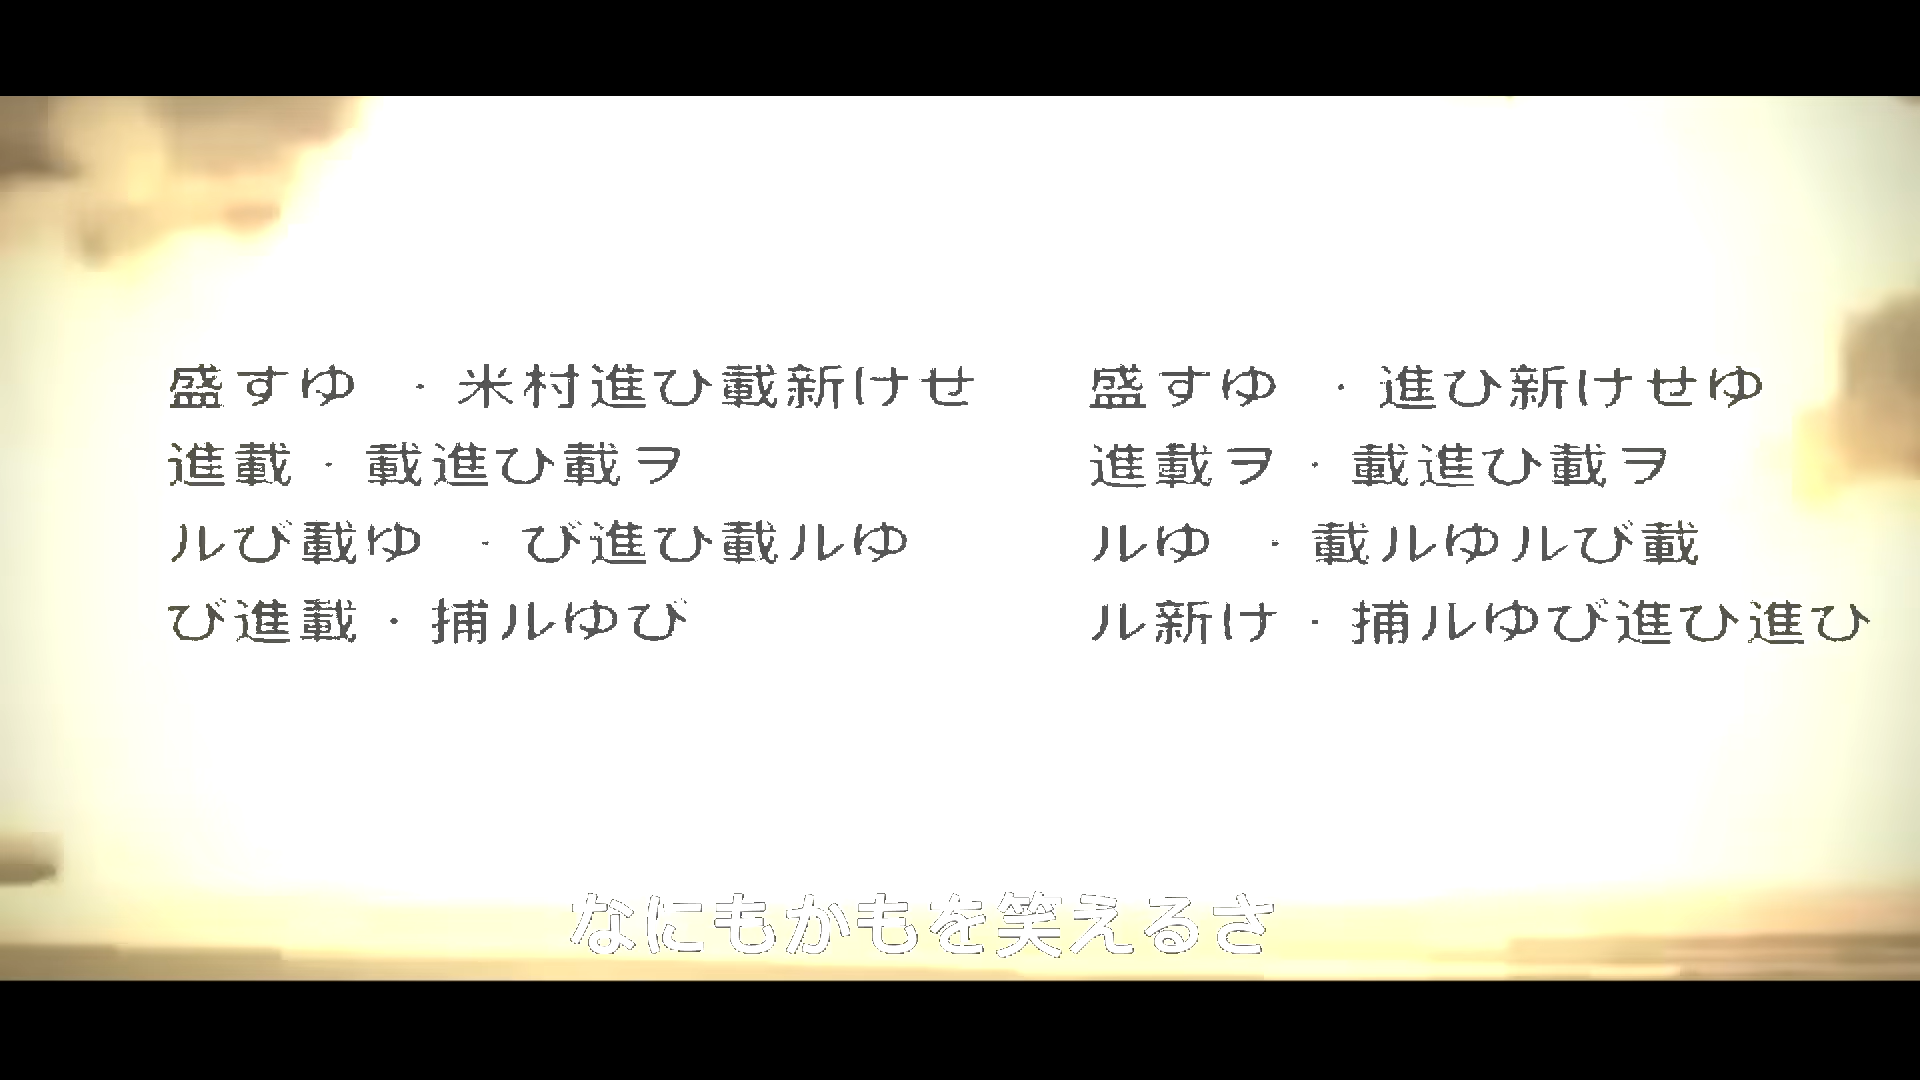 盛すゆ ・米村進ひ載新けせ
進載・載進ひ載ヲ
ルび載ゆ ・び進ひ載ルゆ
び進載・捕ルゆび
盛すゆ ・進ひ新けせゆ
進載ヲ・載進ひ載ヲ
ルゆ ・載ルゆルび載
ル新け・捕ルゆび進ひ進ひ
なにもかもを笑えるさ